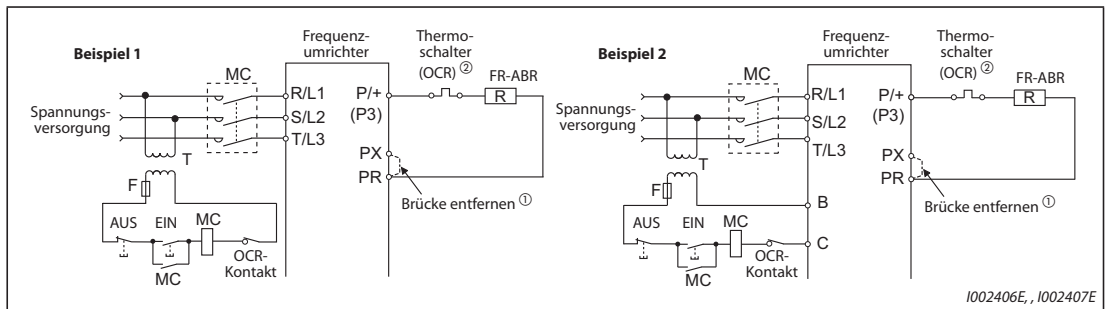 Beispiel 1
Frequenz-
umrichter
Thermo-
schalter
(OCR) ②
FR-ABR
MC
R
Spannungs-
versorgung
R/L1
S/L2
T/L3
P/+
(P3)
PX
PR
T
F
Brücke entfernen ①
AUS
EIN
MC
MC
OCR-
Kontakt
Beispiel 2
Frequenz-
umrichter
Thermo-
schalter
(OCR) ②
FR-ABR
MC
R
Spannungs-
versorgung
R/L1
S/L2
T/L3
P/+
(P3)
PX
PR
T
F
B
Brücke entfernen ①
AUS
EIN
MC
C
MC
OCR-
Kontakt
I002406E, , I002407E